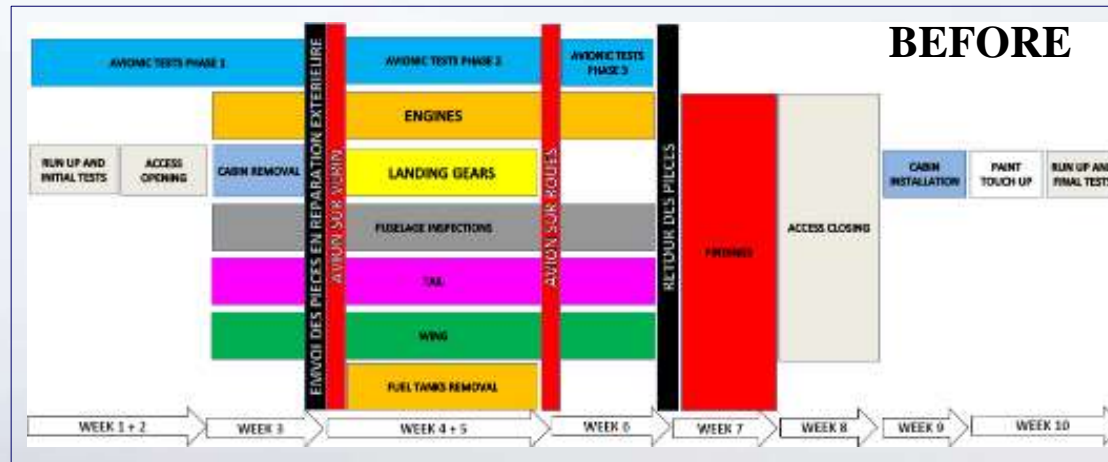 BEFORE
AVIONIC TESTS PHASE 1
AVIONIC TESTS PHASE 2
AVIONIC TESTS
PHASE 3
ENGINES
RUN UP AND
INITIAL TESTS
ACCESS
OPENING
CABIN REMOVAL
LANDING GEARS
CABIN
INSTALLATION
PAINT
TOUCH UP
RUN UP AND
FINAL TESTS
FUSELAGE INSPECTIONS
ACCESS CLOSING
FINDINGS
TAIL
WING
FUEL TANKS REMOVAL
ENVOI DES PIECES EN REPARATION EXTERIEURE
AVION SUR VERIN
AVION SUR ROUES
RETOUR DES PIECES
WEEK 1 + 2
WEEK 3
WEEK 4 + 5
WEEK 6
WEEK 7
WEEK 8
WEEK 9
WEEK 10